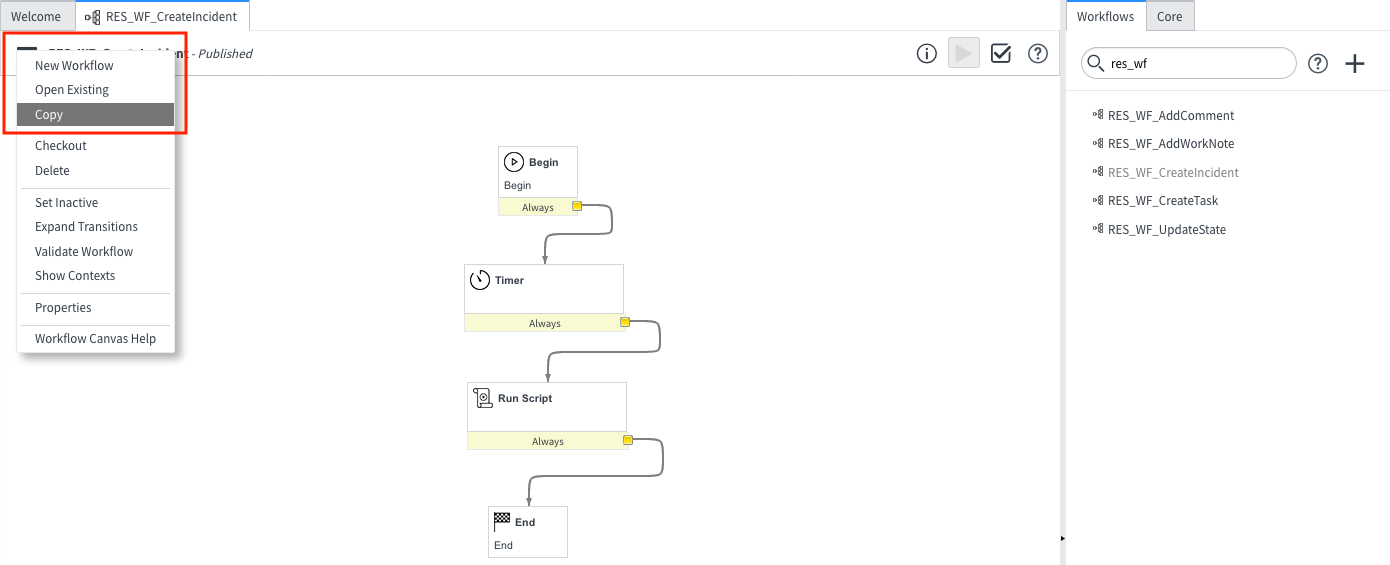 Welcome
RES_WF_CreateIncident
- Published
New Workflow
Open Existing
Copy
Checkout
Delete
Set Inactive
Expand Transitions
Validate Workflow
Show Contexts
Properties
Workflow Canvas Help
Begin
Begin
Always
Timer
Always
Run Script
Always
End
End
Workflows
Core
res_wf
RES_WF_AddComment
RES_WF_AddWorkNote
RES_WF_CreateIncident
RES_WF_CreateTask
RES_WF_UpdateState